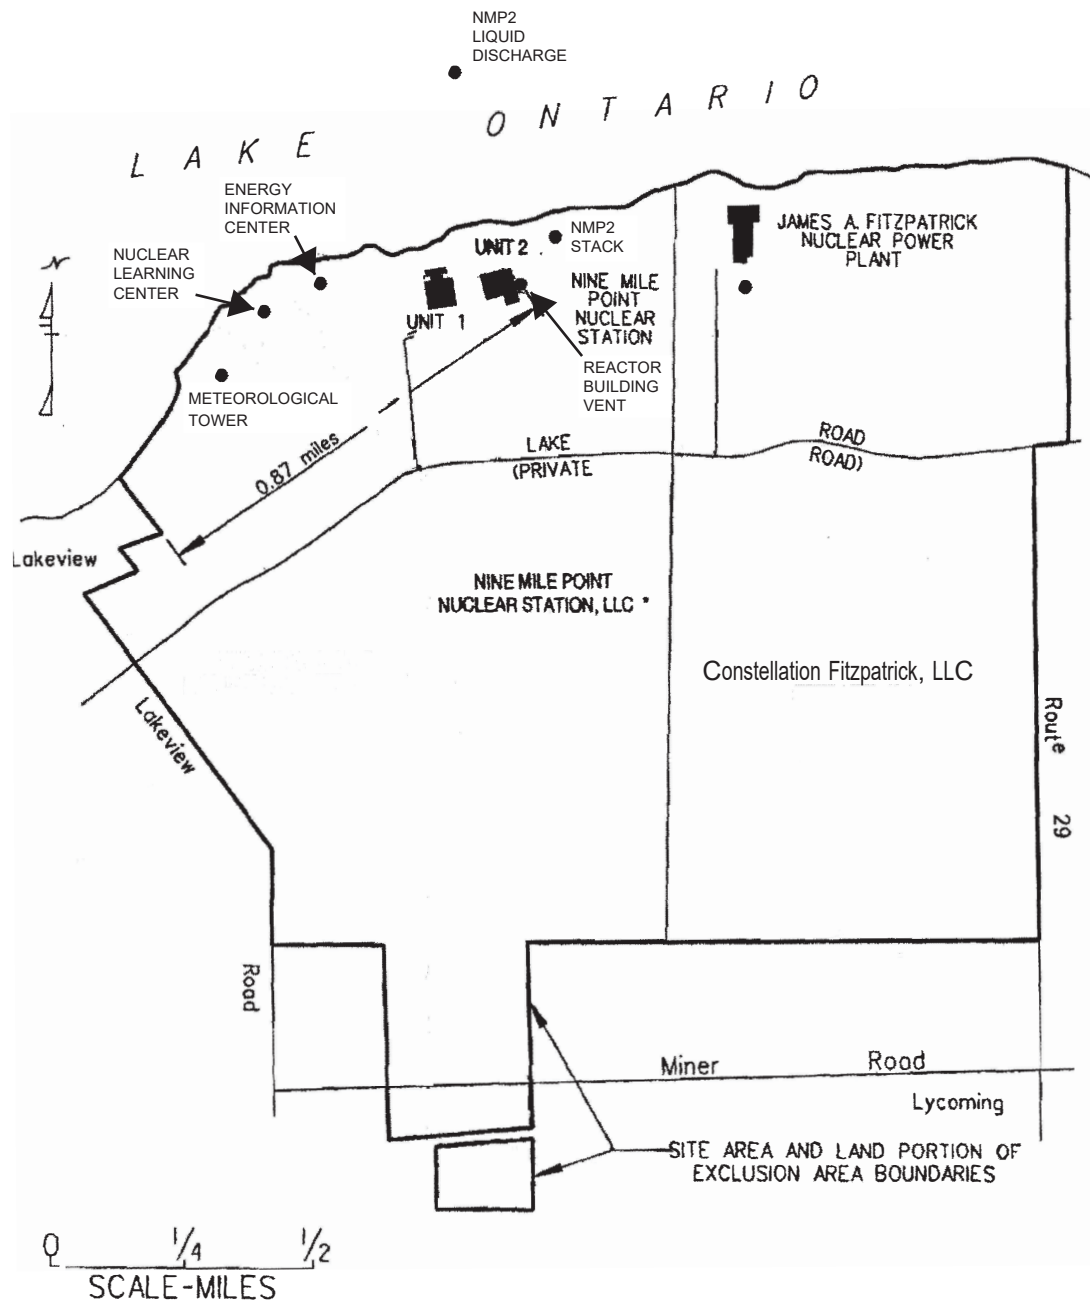 NMP2
LIQUID
DISCHARGE
LAKE ONTARIO
ENERGY
INFORMATION
CENTER
NUCLEAR
LEARNING
CENTER
N
NMP2
STACK
UNIT 2
JAMES A. FITZPATRICK
NUCLEAR POWER
PLANT
NINE MILE
POINT
NUCLEAR
STATION
UNIT 1
REACTOR
BUILDING
VENT
METEOROLOGICAL
TOWER
0.87 miles
LAKE ROAD
(PRIVATE ROAD)
Lakeview
NINE MILE POINT
NUCLEAR STATION, LLC *
Constellation Fitzpatrick, LLC
Lakeview
Route 29
Road
Miner Road
Lycoming
SITE AREA AND LAND PORTION OF
EXCLUSION AREA BOUNDARIES
0 1/4 1/2
SCALE-MILES